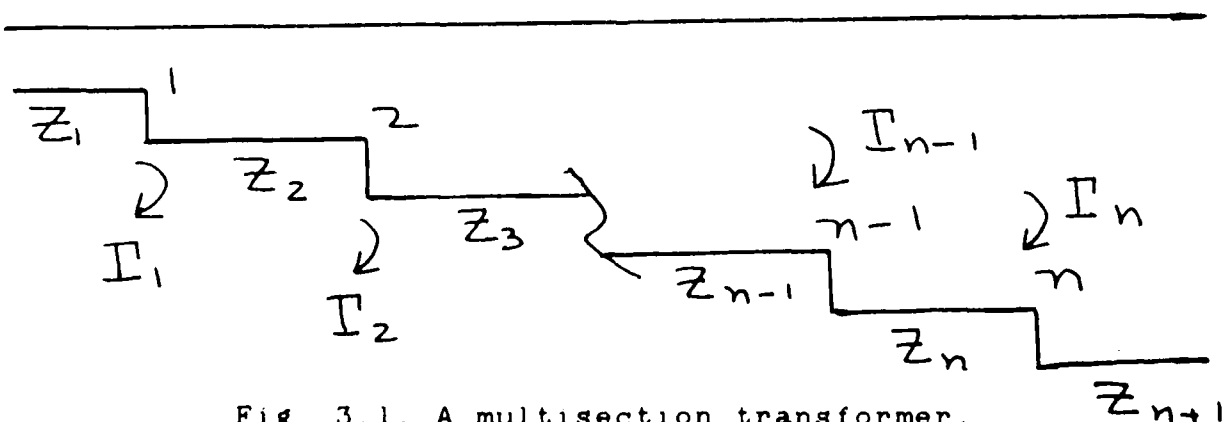 1
Z1
2
Z2
Γ1
Z3
Γ2
Γn-1
n-1
Γn
n
Zn-1
Zn
Zn+1
Fig. 3.1. A multisection transformer.